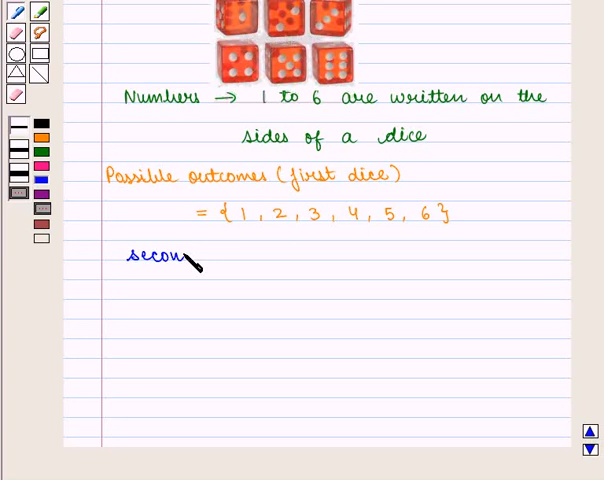 Numbers → 1 to 6 are written on the
sides of a dice
Possible outcomes (first dice)
= { 1 , 2 , 3 , 4 , 5 , 6 }
secon